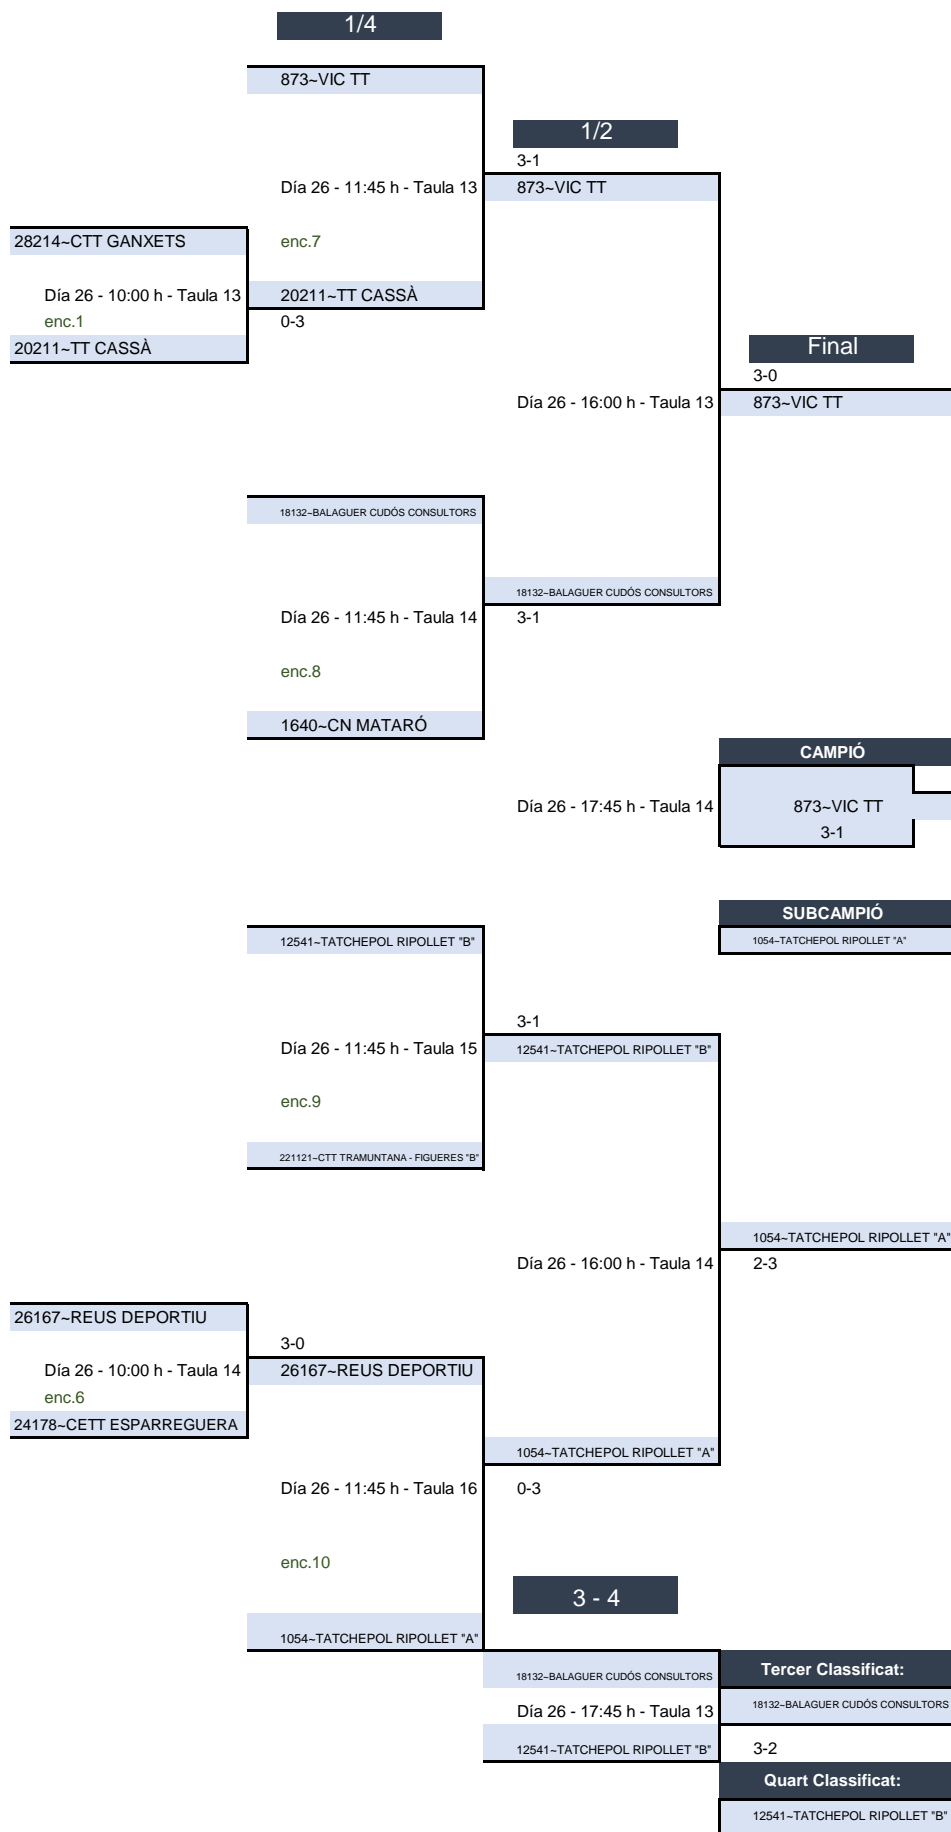 1/4
873~VIC TT
1/2
3-1
Día 26 - 11:45 h - Taula 13
873~VIC TT
28214~CTT GANXETS
enc.7
Día 26 - 10:00 h - Taula 13
20211~TT CASSÀ
enc.1
0-3
20211~TT CASSÀ
Final
3-0
Día 26 - 16:00 h - Taula 13
873~VIC TT
18132~BALAGUER CUDÓS CONSULTORS
18132~BALAGUER CUDÓS CONSULTORS
Día 26 - 11:45 h - Taula 14
3-1
enc.8
1640~CN MATARÓ
CAMPIÓ
Día 26 - 17:45 h - Taula 14
873~VIC TT
3-1
SUBCAMPIÓ
12541~TATCHEPOL RIPOLLET "B"
1054~TATCHEPOL RIPOLLET "A"
3-1
Día 26 - 11:45 h - Taula 15
12541~TATCHEPOL RIPOLLET "B"
enc.9
221121~CTT TRAMUNTANA - FIGUERES "B"
1054~TATCHEPOL RIPOLLET "A"
Día 26 - 16:00 h - Taula 14
2-3
26167~REUS DEPORTIU
3-0
Día 26 - 10:00 h - Taula 14
26167~REUS DEPORTIU
enc.6
24178~CETT ESPARREGUERA
1054~TATCHEPOL RIPOLLET "A"
Día 26 - 11:45 h - Taula 16
0-3
enc.10
3 - 4
1054~TATCHEPOL RIPOLLET "A"
18132~BALAGUER CUDÓS CONSULTORS
Tercer Classificat:
Día 26 - 17:45 h - Taula 13
18132~BALAGUER CUDÓS CONSULTORS
12541~TATCHEPOL RIPOLLET "B"
3-2
Quart Classificat:
12541~TATCHEPOL RIPOLLET "B"